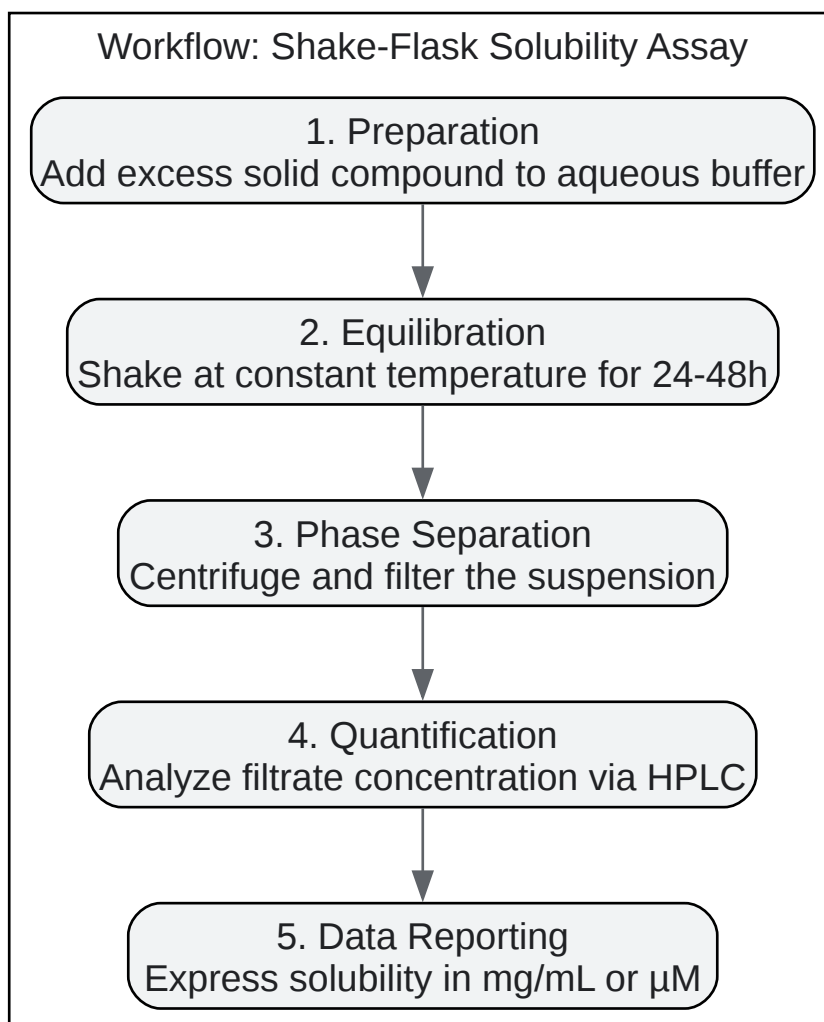 Workflow: Shake-Flask Solubility Assay
1. Preparation
Add excess solid compound to aqueous buffer
2. Equilibration
Shake at constant temperature for 24-48h
3. Phase Separation
Centrifuge and filter the suspension
4. Quantification
Analyze filtrate concentration via HPLC
5. Data Reporting
Express solubility in mg/mL or µM